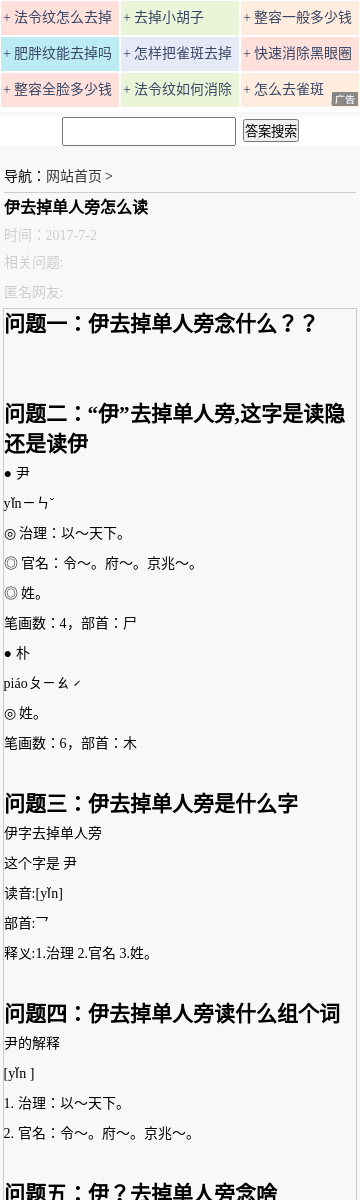 + 法令纹怎么去掉 + 去掉小胡子 + 整容一般多少钱
+ 肥胖纹能去掉吗 + 怎样把雀斑去掉 + 快速消除黑眼圈
+ 整容全脸多少钱 + 法令纹如何消除 + 怎么去雀斑
广告
答案搜索
导航：网站首页 >
伊去掉单人旁怎么读
时间：2017-7-2
相关问题:
匿名网友:
问题一：伊去掉单人旁念什么？？
问题二：“伊”去掉单人旁,这字是读隐
还是读伊
● 尹
yǐnㄧㄣˇ
◎ 治理：以～天下。
◎ 官名：令～。府～。京兆～。
◎ 姓。
笔画数：4，部首：尸
● 朴
piáoㄆㄧㄠˊ
◎ 姓。
笔画数：6，部首：木
问题三：伊去掉单人旁是什么字
伊字去掉单人旁
这个字是 尹
读音:[yǐn]
部首:乛
释义:1.治理 2.官名 3.姓。
问题四：伊去掉单人旁读什么组个词
尹的解释
[yǐn ]
1. 治理：以～天下。
2. 官名：令～。府～。京兆～。
问题五：伊？去掉单人旁念啥